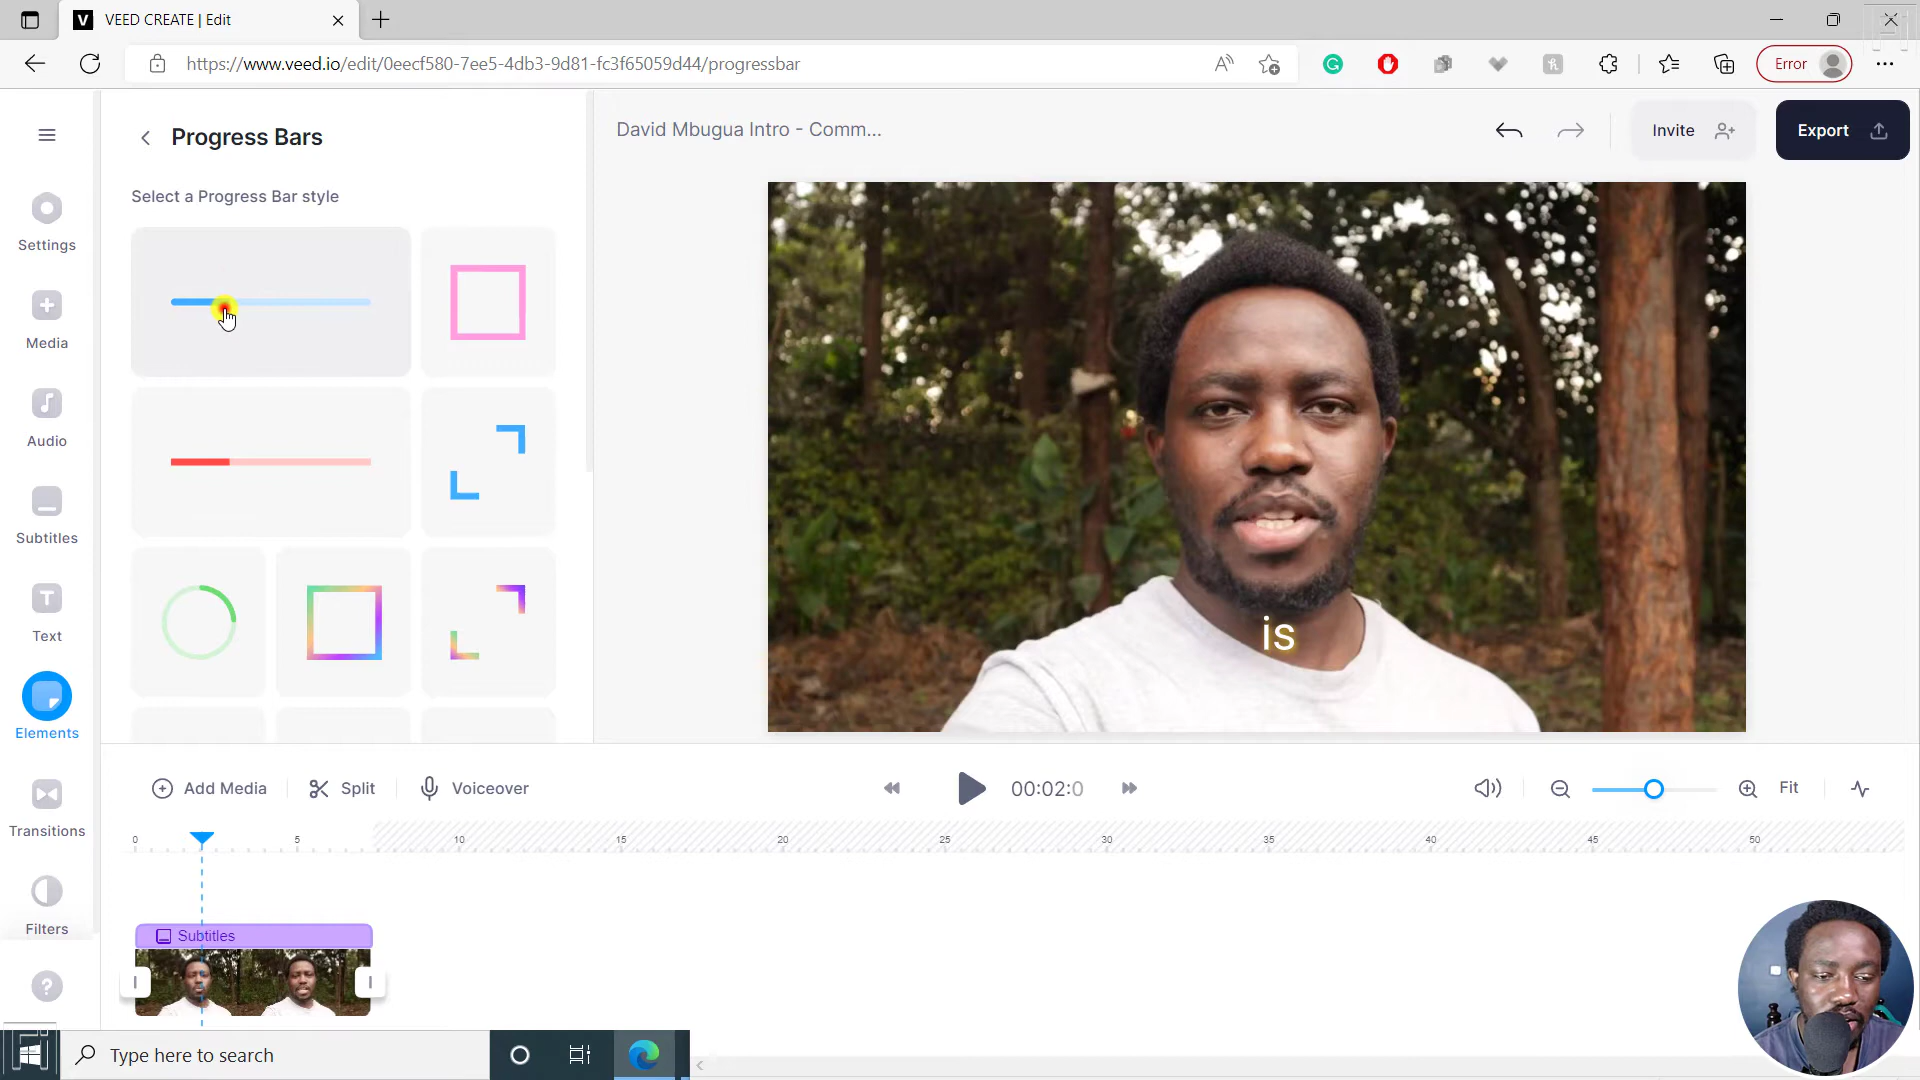 VEED CREATE | Edit
https://www.veed.io/edit/0eecf580-7ee5-4db3-9d81-fc3f65059d44/progressbar
Error
Progress Bars
David Mbugua Intro - Comm...
Invite
Export
Select a Progress Bar style
Settings
Media
Audio
Subtitles
Text
Elements
Transitions
Filters
is
Add Media
Split
Voiceover
00:02:0
Fit
0 5 10 15 20 25 30 35 40 45 50
Subtitles
Type here to search